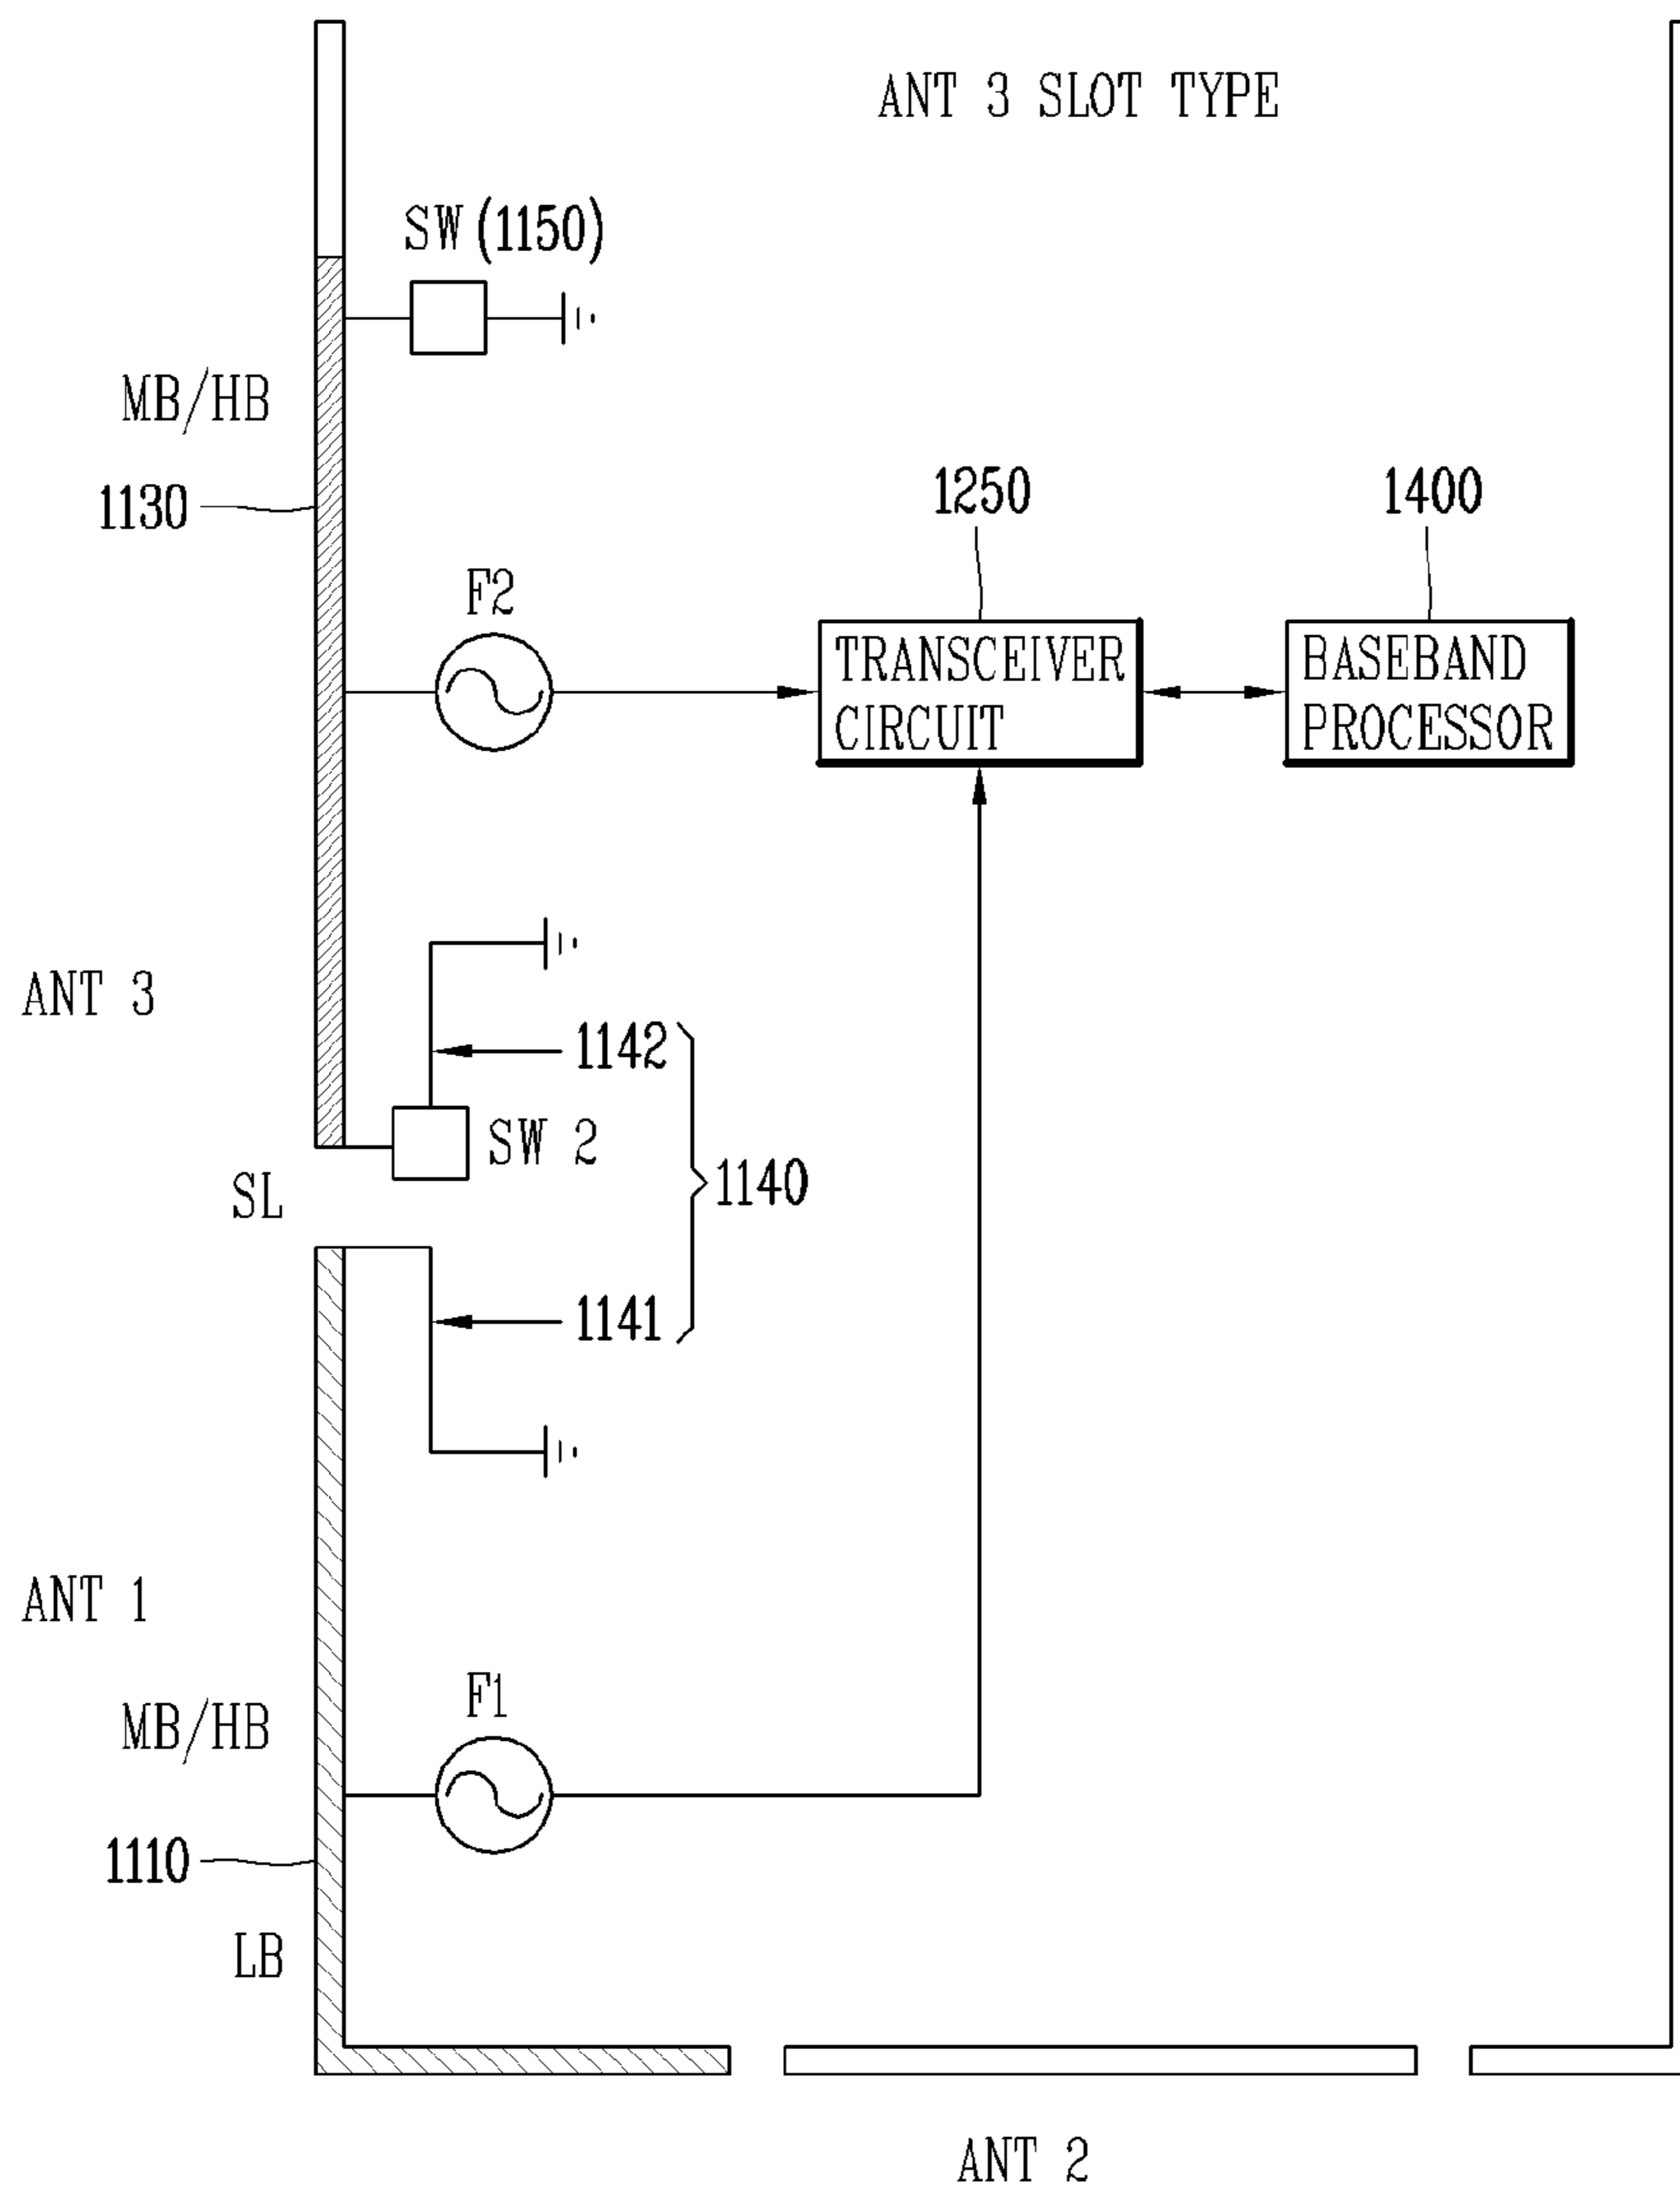 ANT 3 SLOT TYPE
SW (1150)
MB/HB
1130
1250
1400
F2
TRANSCEIVER
CIRCUIT
BASEBAND
PROCESSOR
ANT 3
1142
SW 2
1140
SL
1141
ANT 1
F1
MB/HB
1110
LB
ANT 2